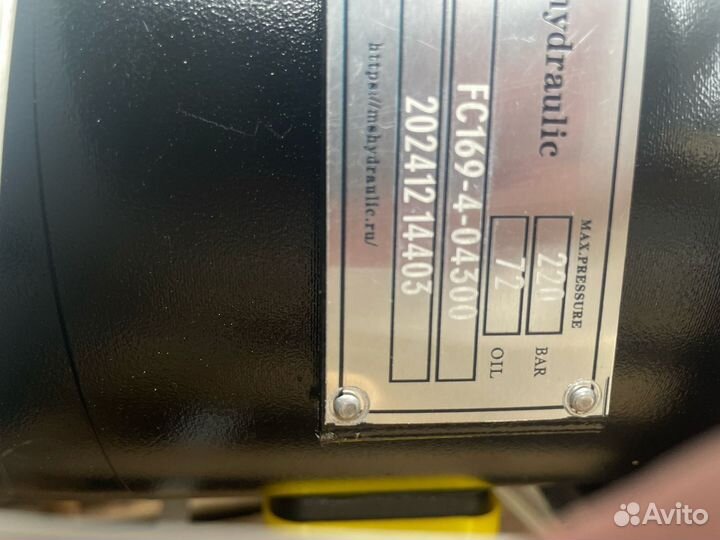 hydraulic
MAX.PRESSURE 220 BAR
72 OIL
FC169-4-04300
20241214403
https://mshydraulic.ru/
Avito